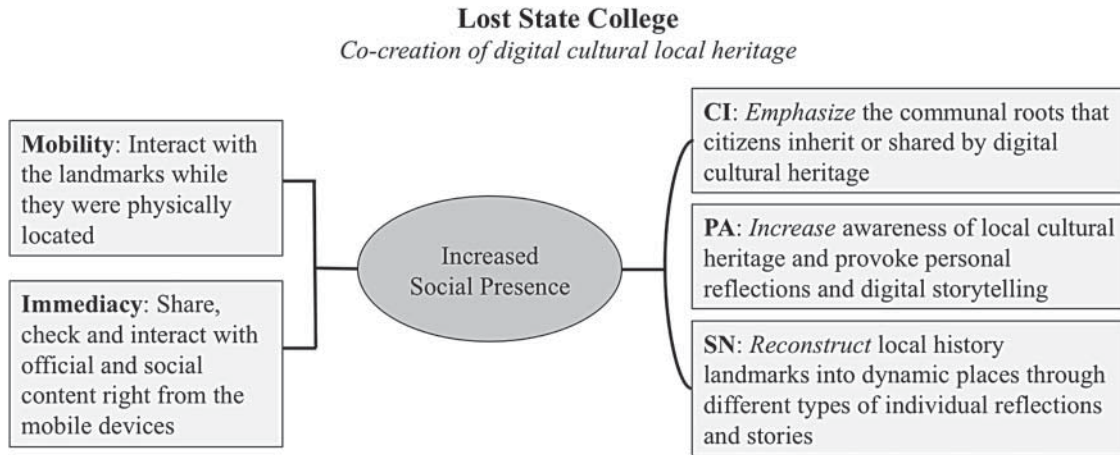 Lost State College
Co-creation of digital cultural local heritage
Mobility: Interact with
the landmarks while
they were physically
located
Immediacy: Share,
check and interact with
official and social
content right from the
mobile devices
Increased
Social Presence
CI: Emphasize the communal roots that
citizens inherit or shared by digital
cultural heritage
PA: Increase awareness of local cultural
heritage and provoke personal
reflections and digital storytelling
SN: Reconstruct local history
landmarks into dynamic places through
different types of individual reflections
and stories